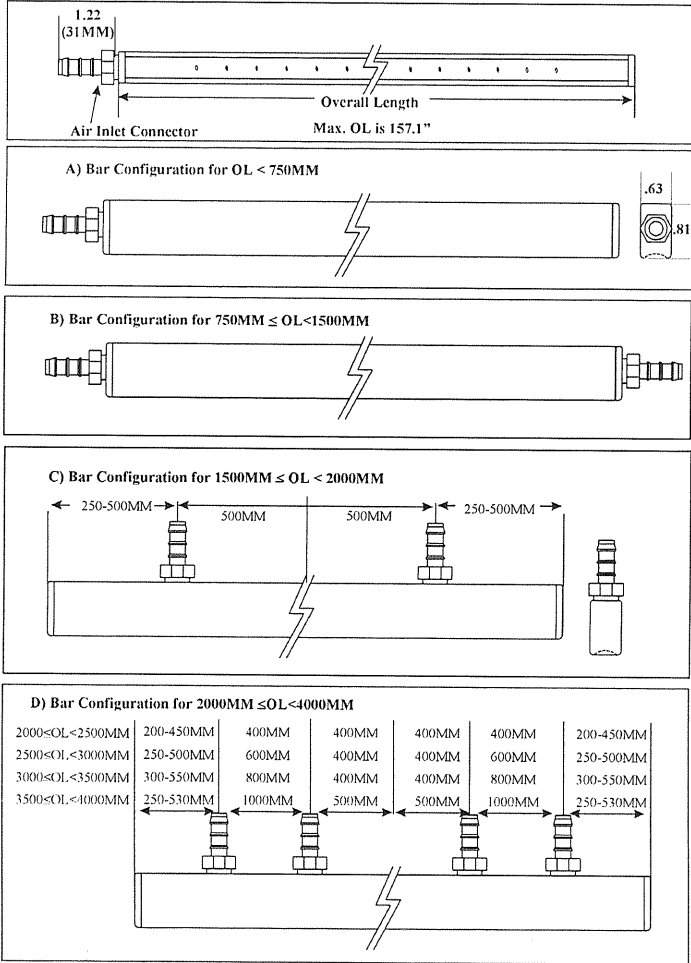 1.22
(31MM)
Overall Length
Air Inlet Connector
Max. OL is 157.1"
A) Bar Configuration for OL < 750MM
.63
.81
B) Bar Configuration for 750MM ≤ OL<1500MM
C) Bar Configuration for 1500MM ≤ OL < 2000MM
250-500MM 500MM 500MM 250-500MM
D) Bar Configuration for 2000MM ≤OL<4000MM
2000≤OL<2500MM 200-450MM 400MM 400MM 400MM 400MM 200-450MM
2500≤OL<3000MM 250-500MM 600MM 400MM 400MM 600MM 250-500MM
3000≤OL<3500MM 300-550MM 800MM 400MM 400MM 800MM 300-550MM
3500≤OL<4000MM 250-530MM 1000MM 500MM 500MM 1000MM 250-530MM